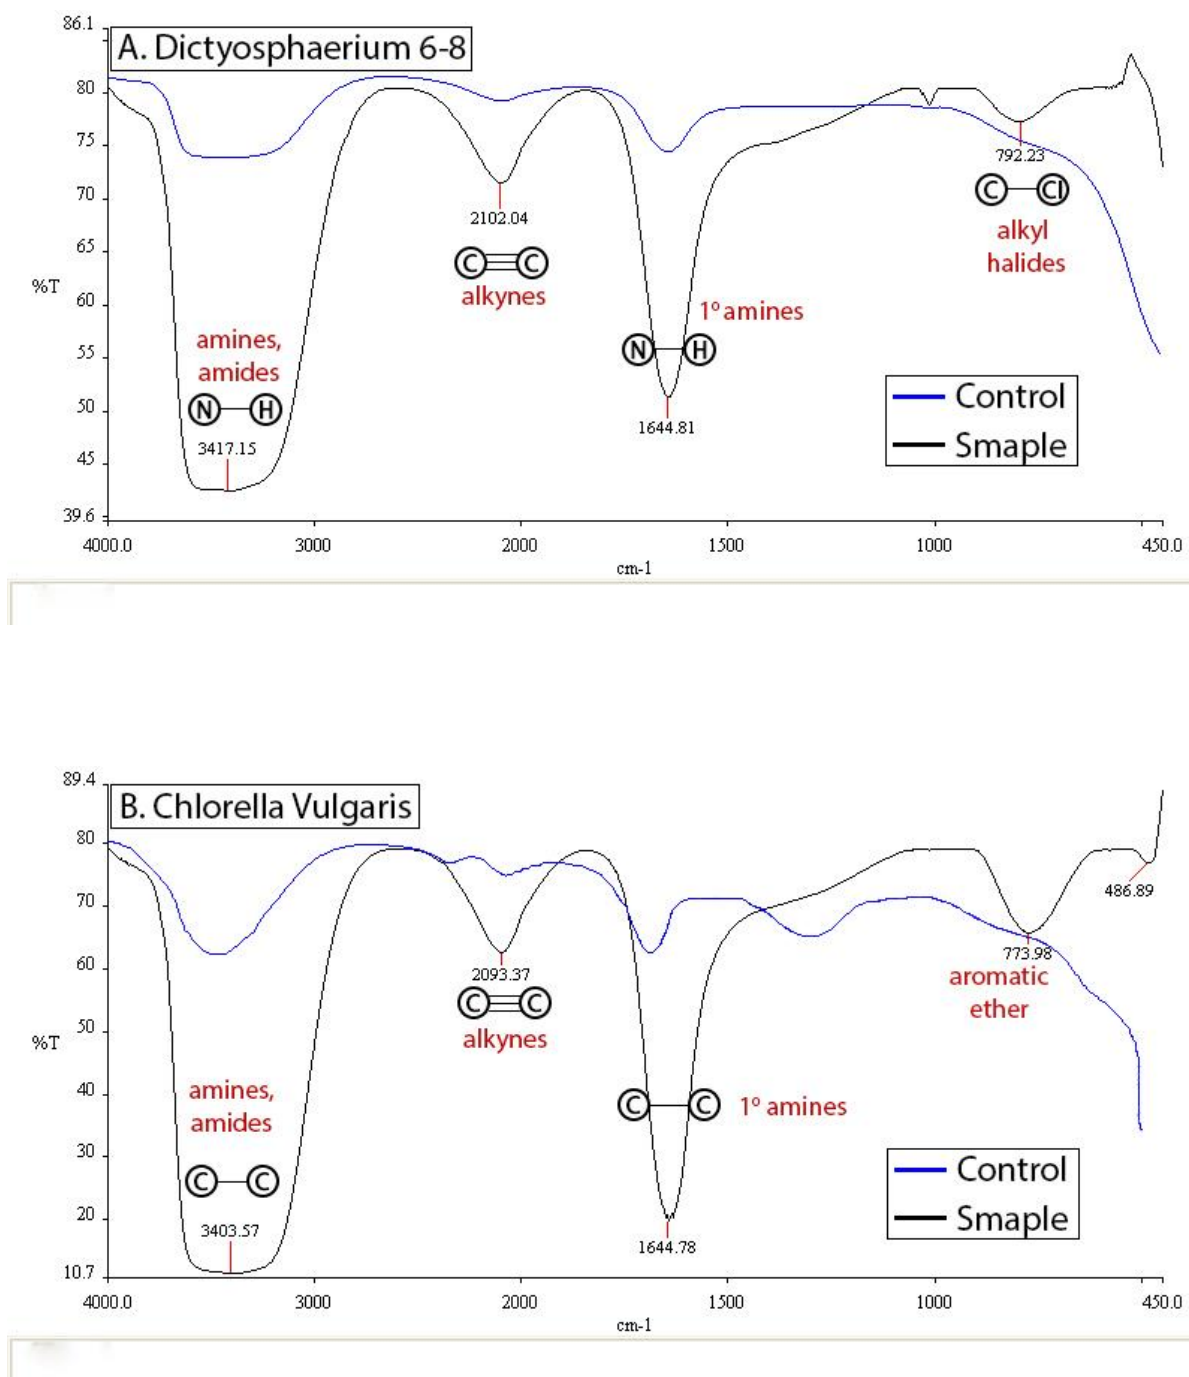 86.1
A. Dictyosphaerium 6-8
80
75
70
65
%T
60
55
50
45
39.6
792.23
C Cl
alkyl
halides
2102.04
C C
alkynes
1º amines
N H
1644.81
amines,
amides
N H
3417.15
Control
Smaple
4000.0 3000 2000 1500 1000 450.0
cm-1
89.4
B. Chlorella Vulgaris
80
70
60
50
%T
40
30
20
10.7
486.89
773.98
aromatic
ether
2093.37
C C
alkynes
C C 1º amines
1644.78
amines,
amides
C C
3403.57
Control
Smaple
4000.0 3000 2000 1500 1000 450.0
cm-1